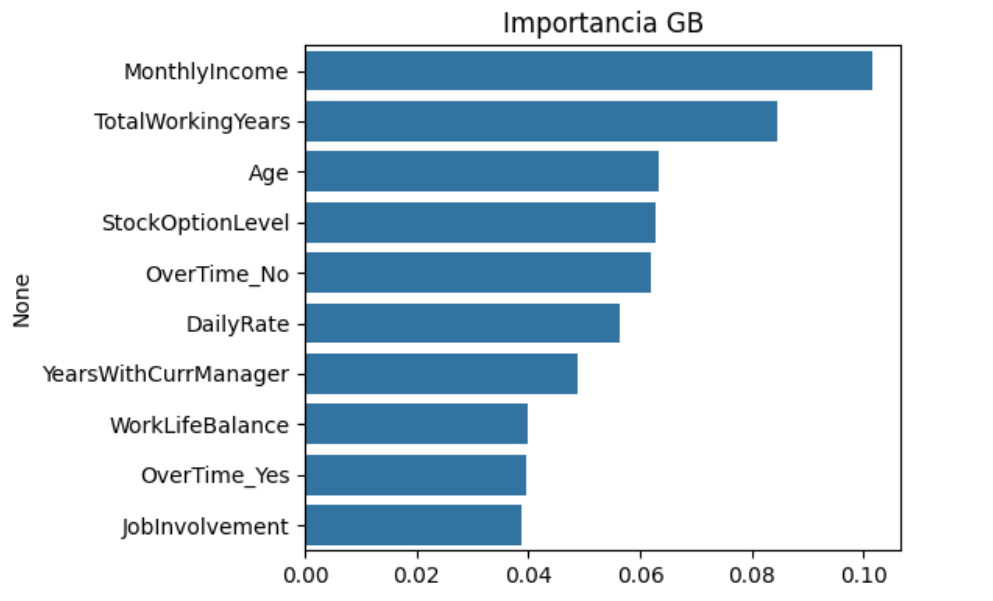 Importancia GB
MonthlyIncome
TotalWorkingYears
Age
StockOptionLevel
OverTime_No
DailyRate
YearsWithCurrManager
WorkLifeBalance
OverTime_Yes
JobInvolvement
None
0.00 0.02 0.04 0.06 0.08 0.10